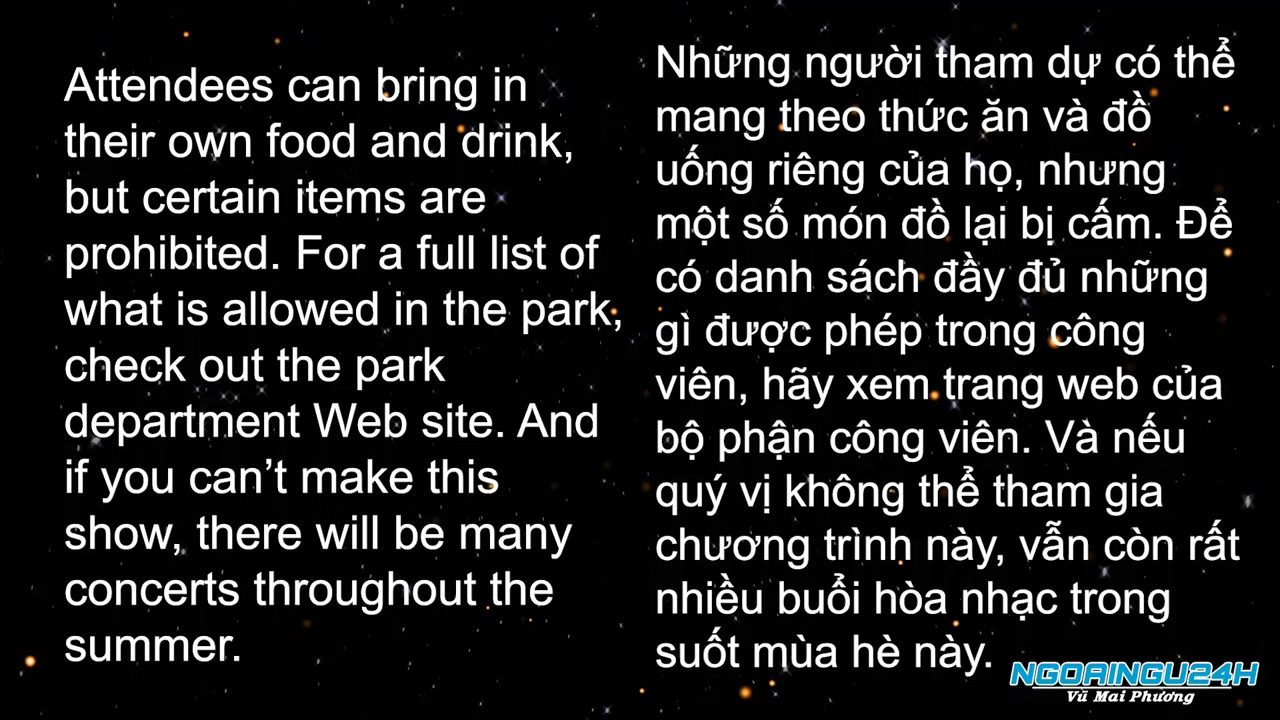 Attendees can bring in
their own food and drink,
but certain items are
prohibited. For a full list of
what is allowed in the park,
check out the park
department Web site. And
if you can’t make this
show, there will be many
concerts throughout the
summer.
Những người tham dự có thể
mang theo thức ăn và đồ
uống riêng của họ, nhưng
một số món đồ lại bị cấm. Để
có danh sách đầy đủ những
gì được phép trong công
viên, hãy xem trang web của
bộ phận công viên. Và nếu
quý vị không thể tham gia
chương trình này, vẫn còn rất
nhiều buổi hòa nhạc trong
suốt mùa hè này.
NGOAINGU24H
Vũ Mai Phương